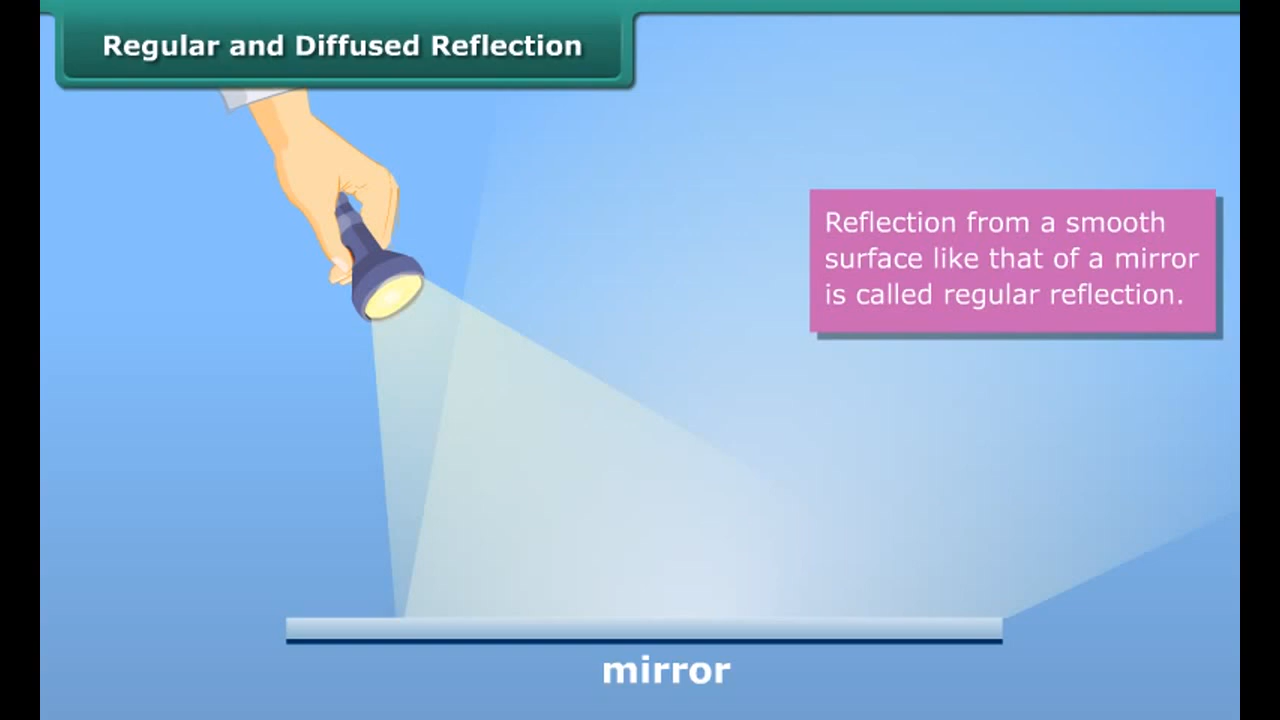 Regular and Diffused Reflection
Reflection from a smooth
surface like that of a mirror
is called regular reflection.
mirror